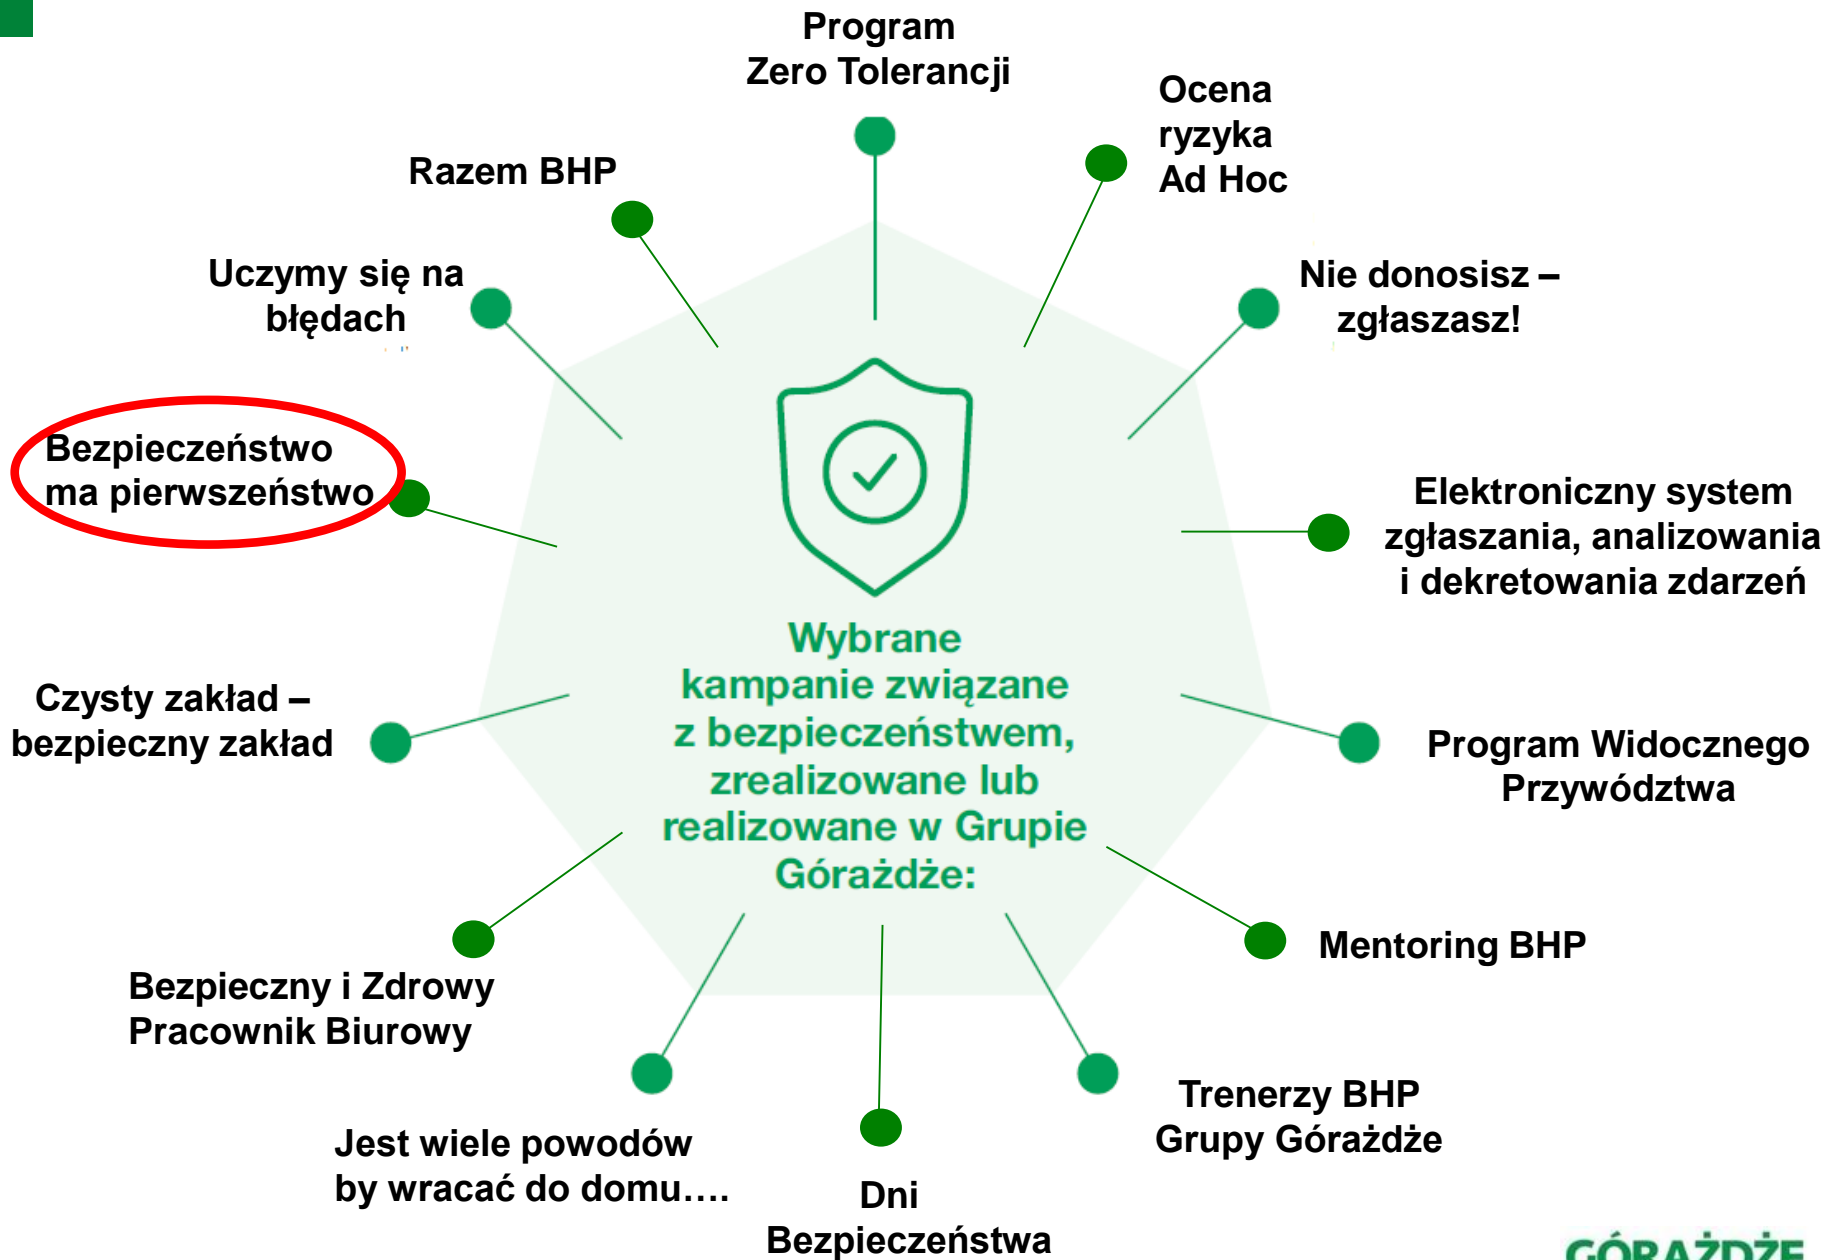 Program
Zero Tolerancji
Ocena
ryzyka
Ad Hoc
Razem BHP
Uczymy się na
błędach
Nie donosisz –
zgłaszasz!
Bezpieczeństwo
ma pierwszeństwo
Elektroniczny system
zgłaszania, analizowania
i dekretowania zdarzeń
Wybrane
kampanie związane
z bezpieczeństwem,
zrealizowane lub
realizowane w Grupie
Górażdże:
Czysty zakład –
bezpieczny zakład
Program Widocznego
Przywództwa
Mentoring BHP
Bezpieczny i Zdrowy
Pracownik Biurowy
Trenerzy BHP
Grupy Górażdże
Jest wiele powodów
by wracać do domu….
Dni
Bezpieczeństwa
GÓRAŻDŻE